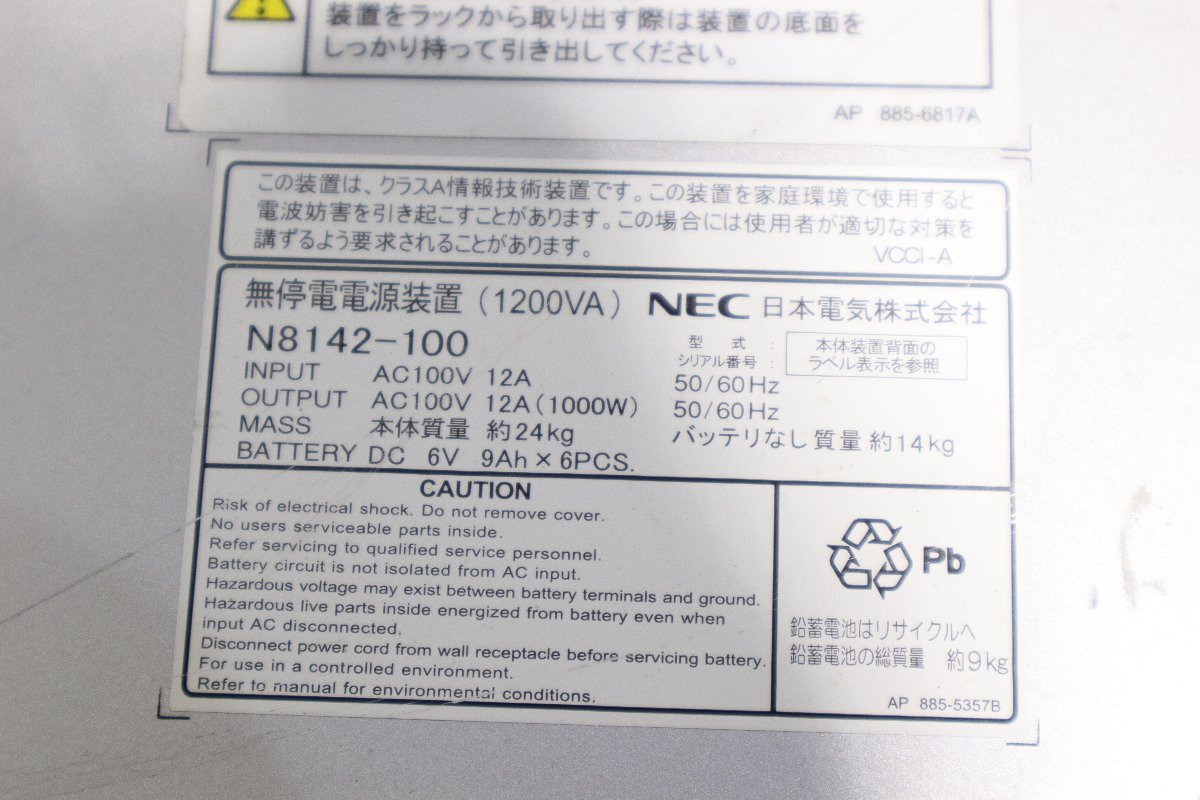 装置をラックから取り出す際は装置の底面を
しっかり持って引き出してください。
AP 885-6817A
この装置は、クラスA情報技術装置です。この装置を家庭環境で使用すると
電波妨害を引き起こすことがあります。この場合には使用者が適切な対策を
講ずるよう要求されることがあります。
VCCI-A
無停電電源装置（1200VA） NEC 日本電気株式会社
N8142-100
型 式 : 本体装置背面の
シリアル番号 : ラベル表示を参照
INPUT AC100V 12A 50/60Hz
OUTPUT AC100V 12A(1000W) 50/60Hz
MASS 本体質量 約24kg バッテリなし質量 約14kg
BATTERY DC 6V 9Ah × 6PCS.
CAUTION
Risk of electrical shock. Do not remove cover.
No users serviceable parts inside.
Refer servicing to qualified service personnel.
Battery circuit is not isolated from AC input.
Hazardous voltage may exist between battery terminals and ground.
Hazardous live parts inside energized from battery even when
input AC disconnected.
Disconnect power cord from wall receptacle before servicing battery.
For use in a controlled environment.
Refer to manual for environmental conditions.
Pb
鉛蓄電池はリサイクルへ
鉛蓄電池の総質量 約9kg
AP 885-5357B